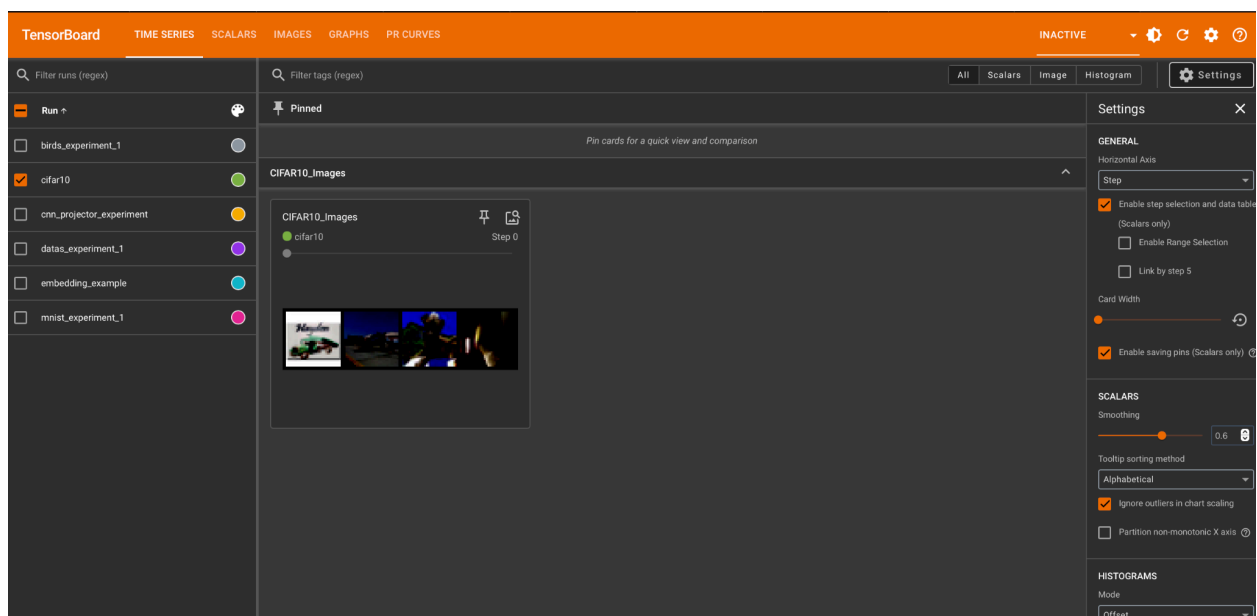 TensorBoard TIME SERIES SCALARS IMAGES GRAPHS PR CURVES INACTIVE
Filter runs (regex)
Run ↑
birds_experiment_1
cifar10
cnn_projector_experiment
datas_experiment_1
embedding_example
mnist_experiment_1
Filter tags (regex)
All Scalars Image Histogram
Settings
Pinned
Pin cards for a quick view and comparison
CIFAR10_Images
CIFAR10_Images
cifar10 Step 0
Settings
GENERAL
Horizontal Axis
Step
Enable step selection and data table
(Scalars only)
Enable Range Selection
Link by step 5
Card Width
Enable saving pins (Scalars only)
SCALARS
Smoothing
0.6
Tooltip sorting method
Alphabetical
Ignore outliers in chart scaling
Partition non-monotonic X axis
HISTOGRAMS
Mode
Offset